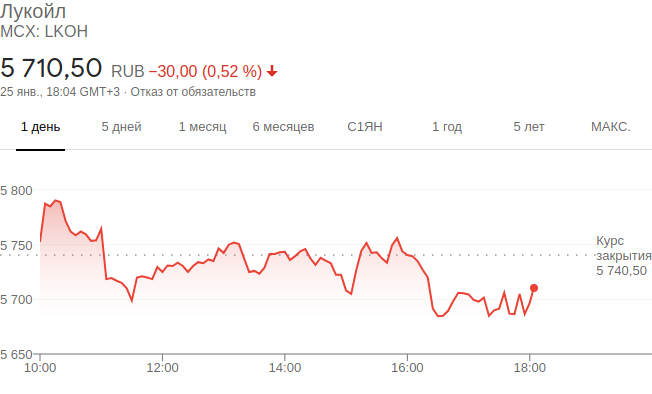 Лукойл
MCX: LKOH
5 710,50 RUB −30,00 (0,52 %)
25 янв., 18:04 GMT+3 · Отказ от обязательств
1 день 5 дней 1 месяц 6 месяцев С1ЯН 1 год 5 лет МАКС.
5 800
5 750
Курс
закрытия
5 740,50
5 700
5 650
10:00 12:00 14:00 16:00 18:00